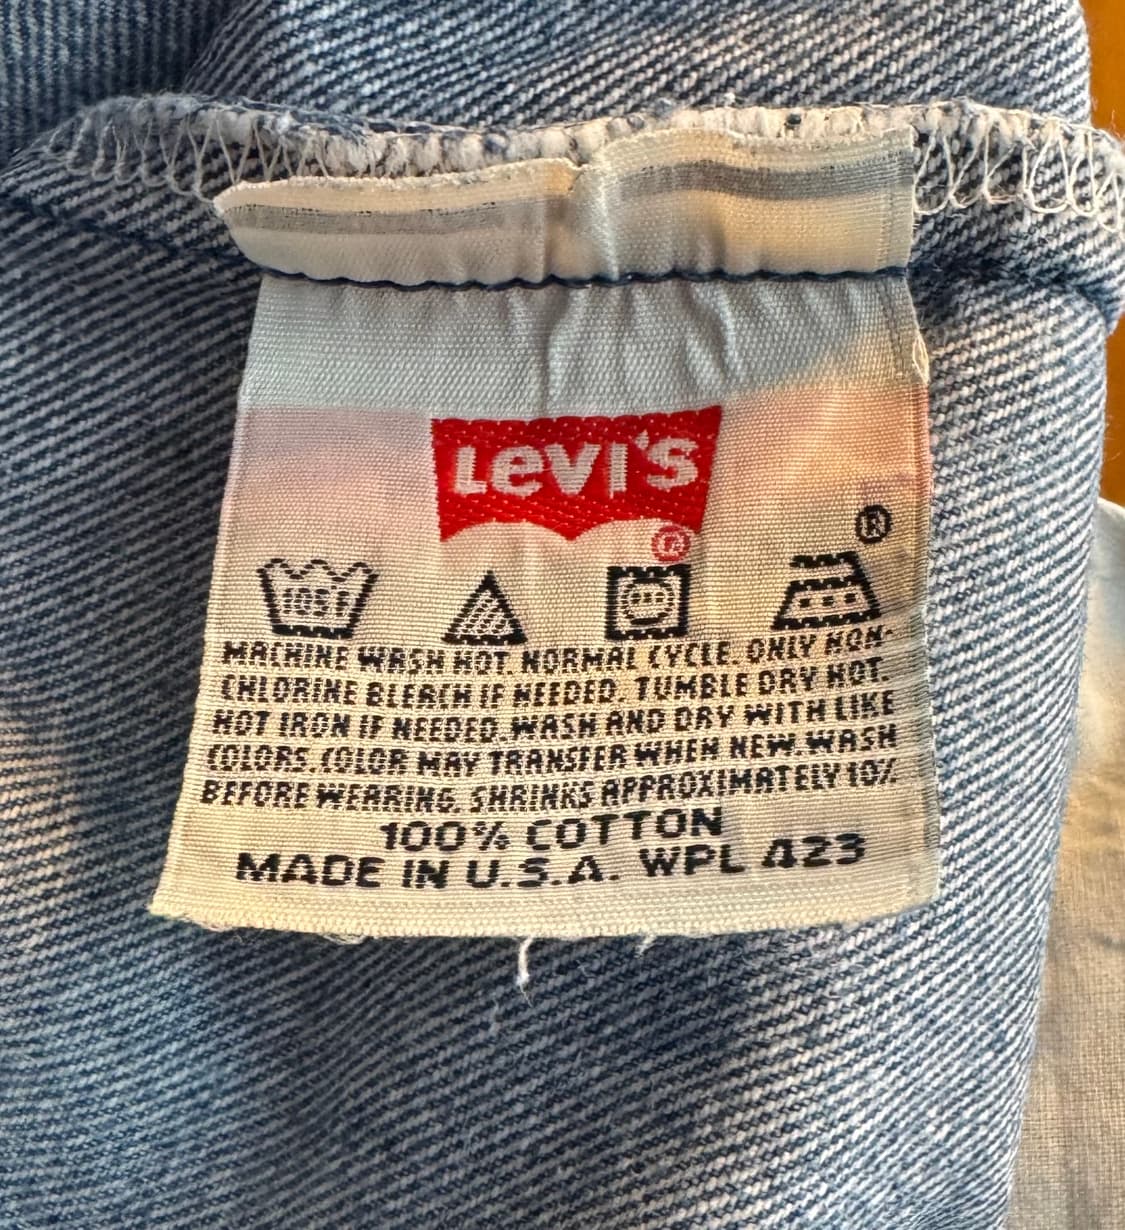 Levi's
®
®
105F
MACHINE WASH HOT. NORMAL CYCLE. ONLY NON-
CHLORINE BLEACH IF NEEDED. TUMBLE DRY HOT.
HOT IRON IF NEEDED. WASH AND DRY WITH LIKE
COLORS. COLOR MAY TRANSFER WHEN NEW. WASH
BEFORE WEARING. SHRINKS APPROXIMATELY 10%.
100% COTTON
MADE IN U.S.A. WPL 423